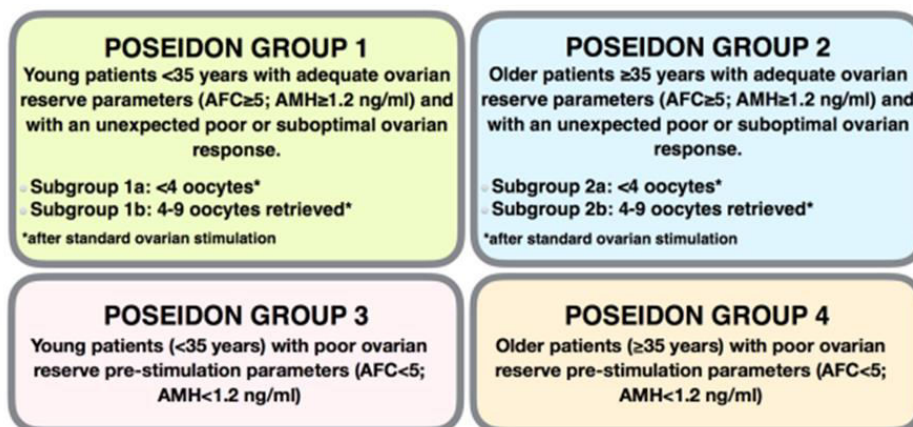 POSEIDON GROUP 1
Young patients <35 years with adequate ovarian
reserve parameters (AFC≥5; AMH≥1.2 ng/ml) and
with an unexpected poor or suboptimal ovarian
response.
Subgroup 1a: <4 oocytes*
Subgroup 1b: 4-9 oocytes retrieved*
*after standard ovarian stimulation
POSEIDON GROUP 2
Older patients ≥35 years with adequate ovarian
reserve parameters (AFC≥5; AMH≥1.2 ng/ml) and
with an unexpected poor or suboptimal ovarian
response.
Subgroup 2a: <4 oocytes*
Subgroup 2b: 4-9 oocytes retrieved*
*after standard ovarian stimulation
POSEIDON GROUP 3
Young patients (<35 years) with poor ovarian
reserve pre-stimulation parameters (AFC<5;
AMH<1.2 ng/ml)
POSEIDON GROUP 4
Older patients (≥35 years) with poor ovarian
reserve pre-stimulation parameters (AFC<5;
AMH<1.2 ng/ml)